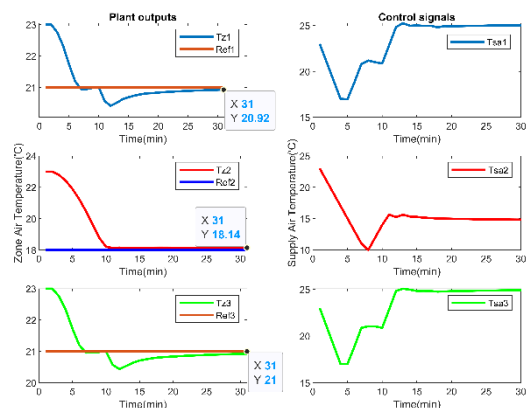 Plant outputs
Control signals
23
22
21
20
0 5 10 15 20 25 30
Time(min)
Tz1
Ref1
X 31
Y 20.92
25
20
15
0 5 10 15 20 25 30
Time(min)
Tsa1
Zone Air Temperature(°C)
24
22
20
18
0 5 10 15 20 25 30
Time(min)
Tz2
Ref2
X 31
Y 18.14
Supply Air Temperature(°C)
25
20
15
10
0 5 10 15 20 25 30
Time(min)
Tsa2
23
22
21
20
0 5 10 15 20 25 30
Time(min)
Tz3
Ref3
X 31
Y 21
25
20
15
0 5 10 15 20 25 30
Time(min)
Tsa3